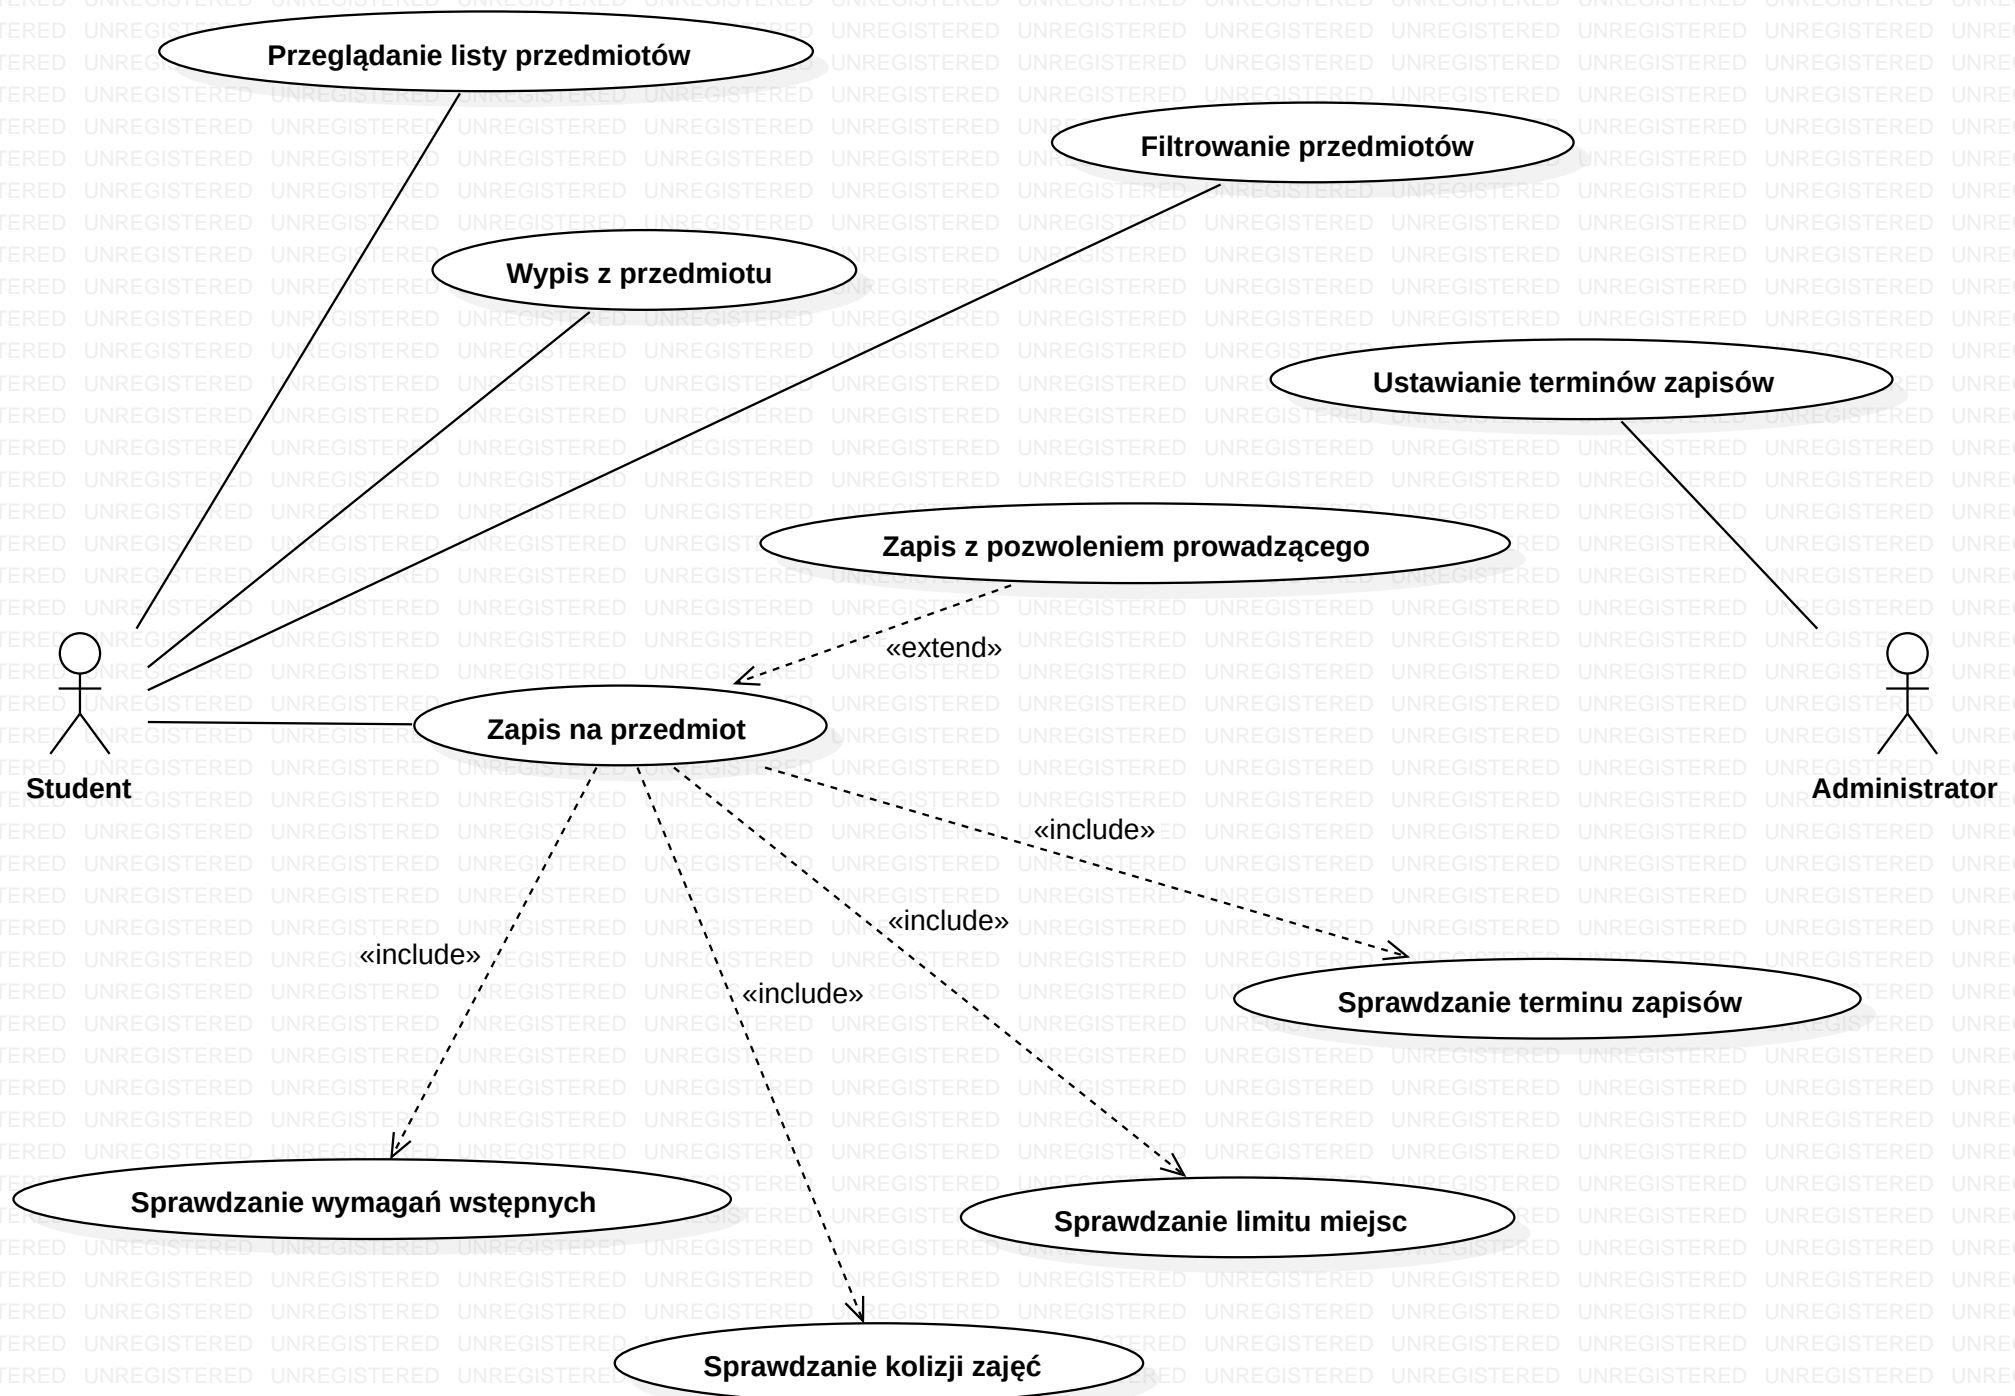 Przeglądanie listy przedmiotów
Filtrowanie przedmiotów
Wypis z przedmiotu
Ustawianie terminów zapisów
Zapis z pozwoleniem prowadzącego
«extend»
Zapis na przedmiot
Student
Administrator
«include»
«include»
«include»
«include»
Sprawdzanie terminu zapisów
Sprawdzanie wymagań wstępnych
Sprawdzanie limitu miejsc
Sprawdzanie kolizji zajęć
UNREGISTERED